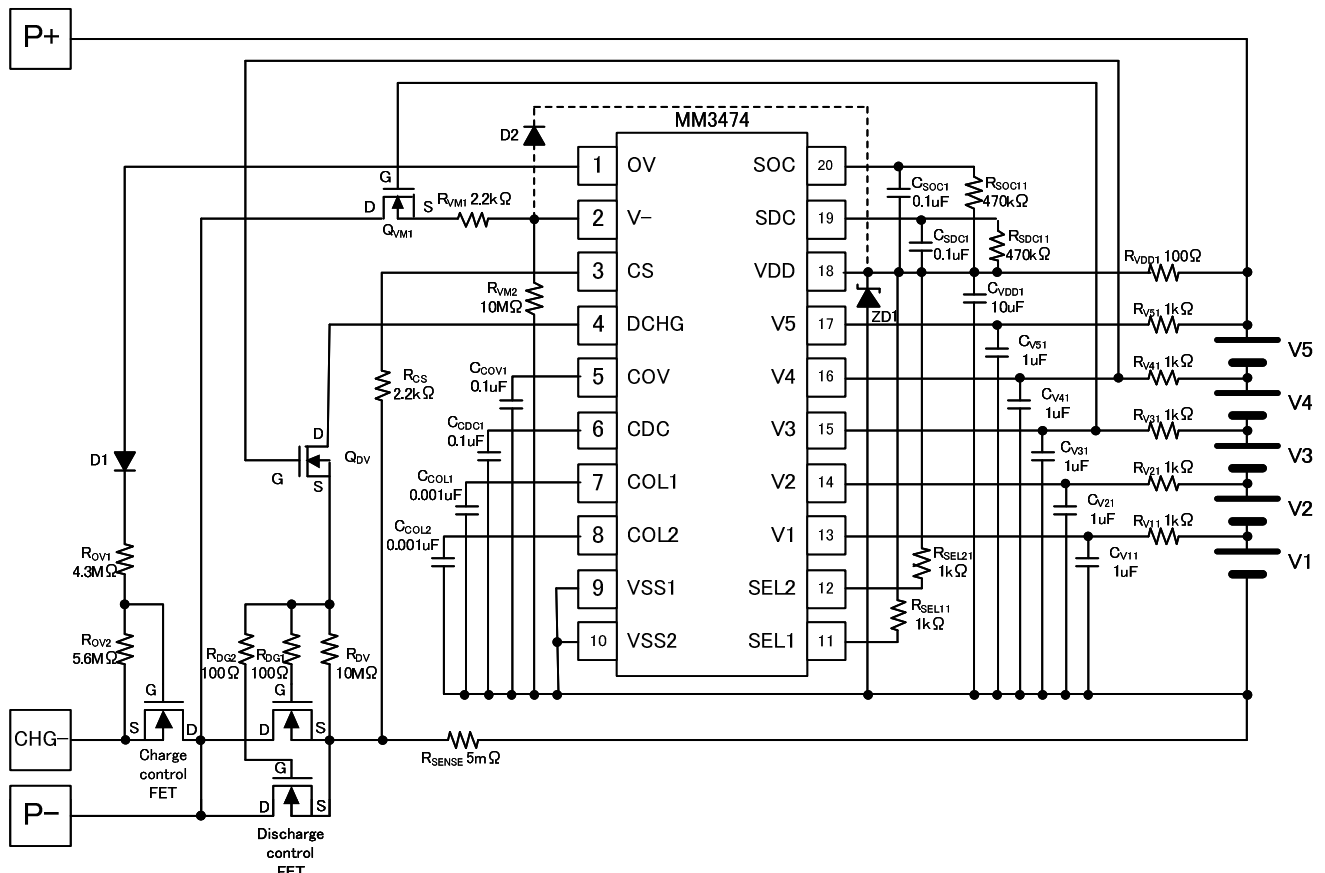 P+
MM3474
D2
1 OV
2 V-
3 CS
4 DCHG
5 COV
6 CDC
7 COL1
8 COL2
9 VSS1
10 VSS2
SOC 20
SDC 19
VDD 18
V5 17
V4 16
V3 15
V2 14
V1 13
SEL2 12
SEL1 11
G
D
S
QVM1
RVM1 2.2kΩ
RVM2
10MΩ
RCS
2.2kΩ
CCOV1
0.1uF
CCDC1
0.1uF
CCOL1
0.001uF
CCOL2
0.001uF
D
G
S
QDV
D1
ROV1
4.3MΩ
ROV2
5.6MΩ
RDG2
100Ω
RDG1
100Ω
RDV
10MΩ
CSOC1
0.1uF
RSOC11
470kΩ
CSDC1
0.1uF
RSDC11
470kΩ
CVDD1
10uF
ZD1
RVDD1 100Ω
RV51 1kΩ
RV41 1kΩ
RV31 1kΩ
RV21 1kΩ
RV11 1kΩ
CV51
1uF
CV41
1uF
CV31
1uF
CV21
1uF
CV11
1uF
RSEL21
1kΩ
RSEL11
1kΩ
V5
V4
V3
V2
V1
CHG-
G
S
D
Charge
control
FET
G
D
S
RSENSE 5mΩ
P-
G
D
S
Discharge
control
FET